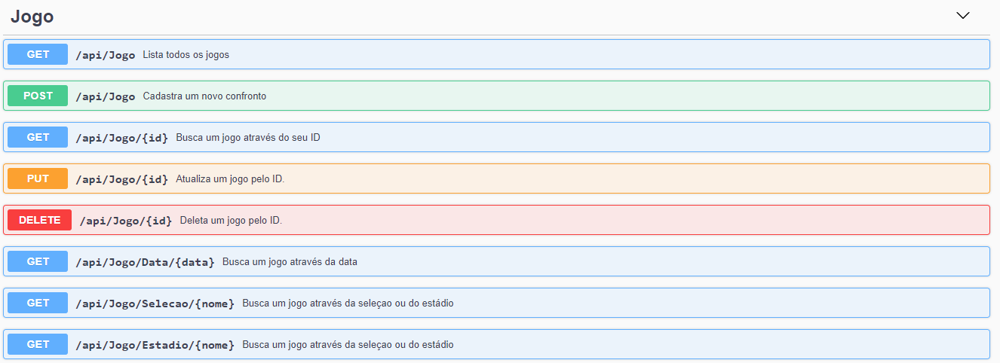 Jogo
GET /api/Jogo Lista todos os jogos
POST /api/Jogo Cadastra um novo confronto
GET /api/Jogo/{id} Busca um jogo através do seu ID
PUT /api/Jogo/{id} Atualiza um jogo pelo ID.
DELETE /api/Jogo/{id} Deleta um jogo pelo ID.
GET /api/Jogo/Data/{data} Busca um jogo através da data
GET /api/Jogo/Selecao/{nome} Busca um jogo através da seleçao ou do estádio
GET /api/Jogo/Estadio/{nome} Busca um jogo através da seleçao ou do estádio